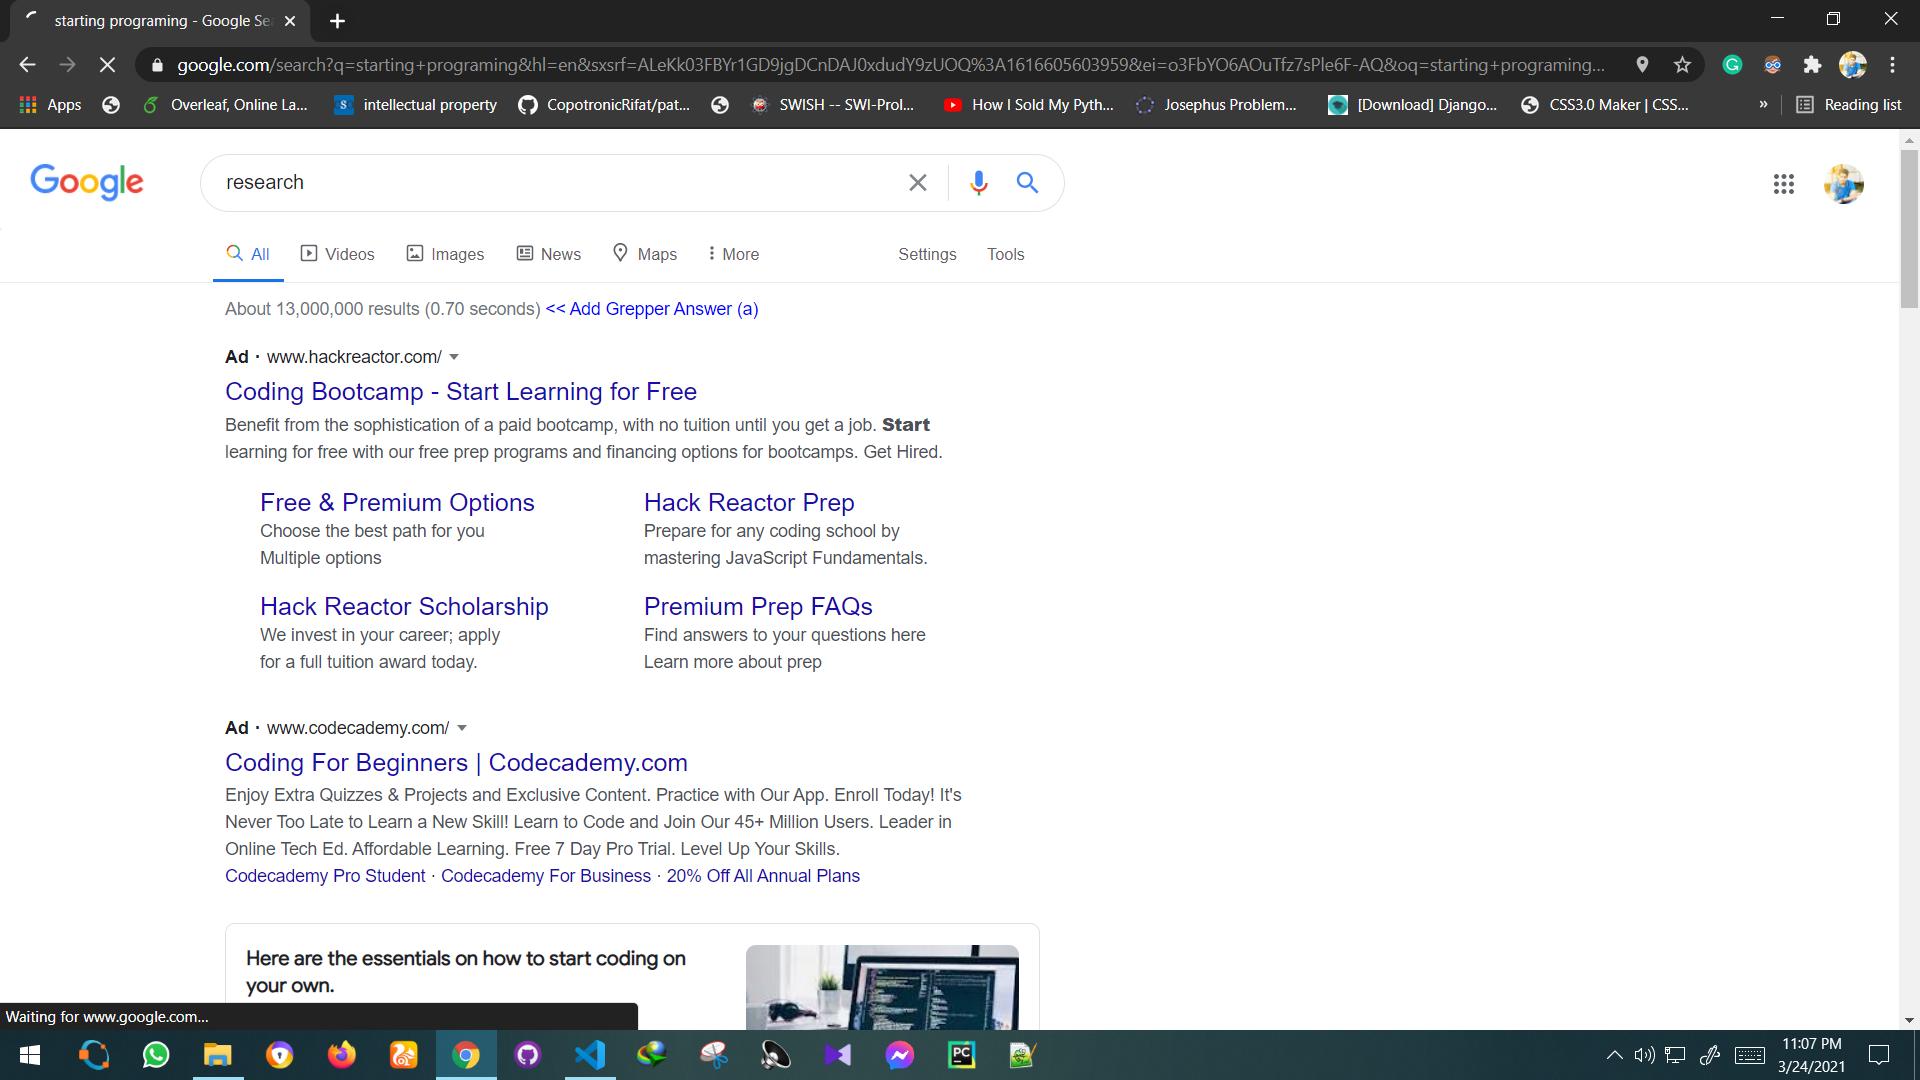 starting programing - Google Sea
google.com/search?q=starting+programing&hl=en&sxsrf=ALeKk03FBYr1GD9jgDCnDAJ0xdudY9zUOQ%3A1616605603959&ei=o3FbYO6AOuTfz7sPle6F-AQ&oq=starting+programing...
Apps Overleaf, Online La... intellectual property CopotronicRifat/pat... SWISH -- SWI-Prol... How I Sold My Pyth... Josephus Problem... [Download] Django... CSS3.0 Maker | CSS... » Reading list
Google research
All Videos Images News Maps More Settings Tools
About 13,000,000 results (0.70 seconds) << Add Grepper Answer (a)
Ad · www.hackreactor.com/
Coding Bootcamp - Start Learning for Free
Benefit from the sophistication of a paid bootcamp, with no tuition until you get a job. Start
learning for free with our free prep programs and financing options for bootcamps. Get Hired.
Free & Premium Options
Choose the best path for you
Multiple options
Hack Reactor Prep
Prepare for any coding school by
mastering JavaScript Fundamentals.
Hack Reactor Scholarship
We invest in your career; apply
for a full tuition award today.
Premium Prep FAQs
Find answers to your questions here
Learn more about prep
Ad · www.codecademy.com/
Coding For Beginners | Codecademy.com
Enjoy Extra Quizzes & Projects and Exclusive Content. Practice with Our App. Enroll Today! It's
Never Too Late to Learn a New Skill! Learn to Code and Join Our 45+ Million Users. Leader in
Online Tech Ed. Affordable Learning. Free 7 Day Pro Trial. Level Up Your Skills.
Codecademy Pro Student · Codecademy For Business · 20% Off All Annual Plans
Here are the essentials on how to start coding on
your own.
Waiting for www.google.com...
PC
11:07 PM
3/24/2021